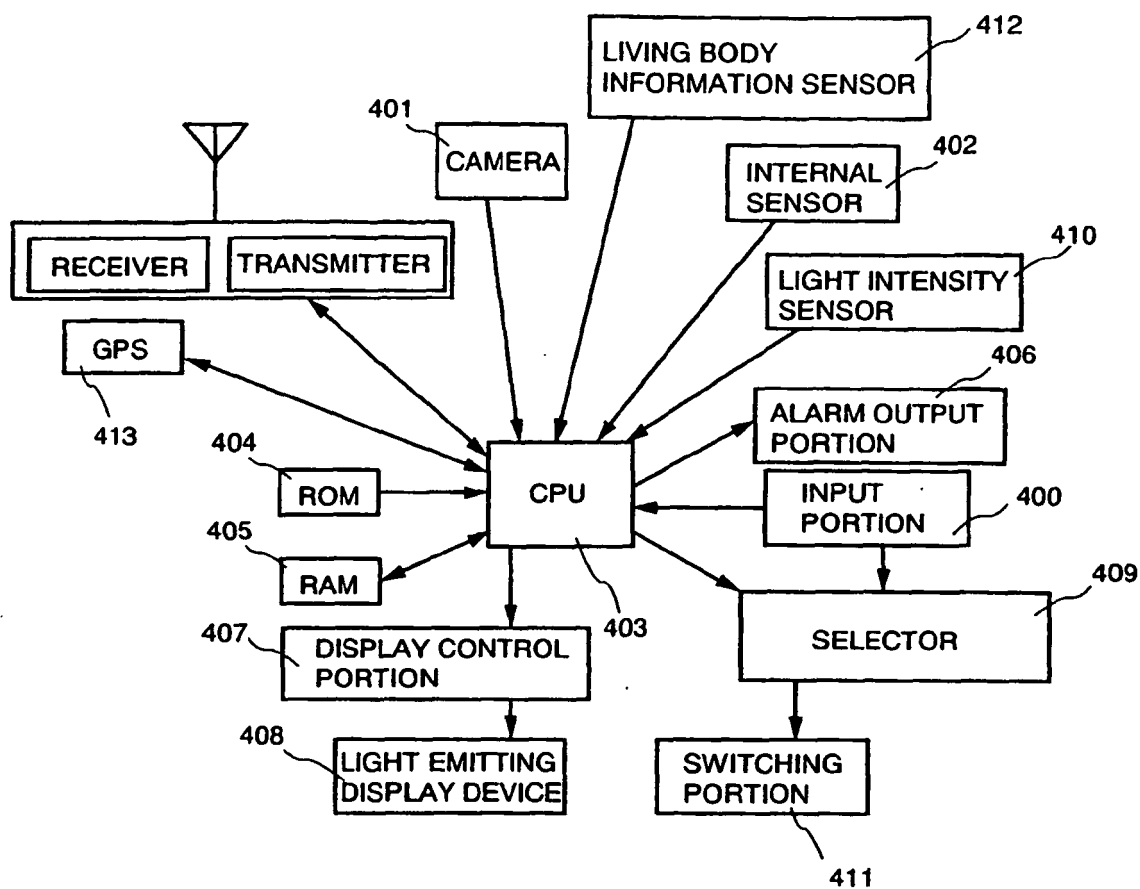 412
LIVING BODY
INFORMATION SENSOR
401
CAMERA
402
INTERNAL
SENSOR
RECEIVER
TRANSMITTER
410
LIGHT INTENSITY
SENSOR
GPS
413
406
ALARM OUTPUT
PORTION
404
ROM
CPU
INPUT
PORTION
400
405
RAM
403
409
SELECTOR
407
DISPLAY CONTROL
PORTION
408
LIGHT EMITTING
DISPLAY DEVICE
SWITCHING
PORTION
411